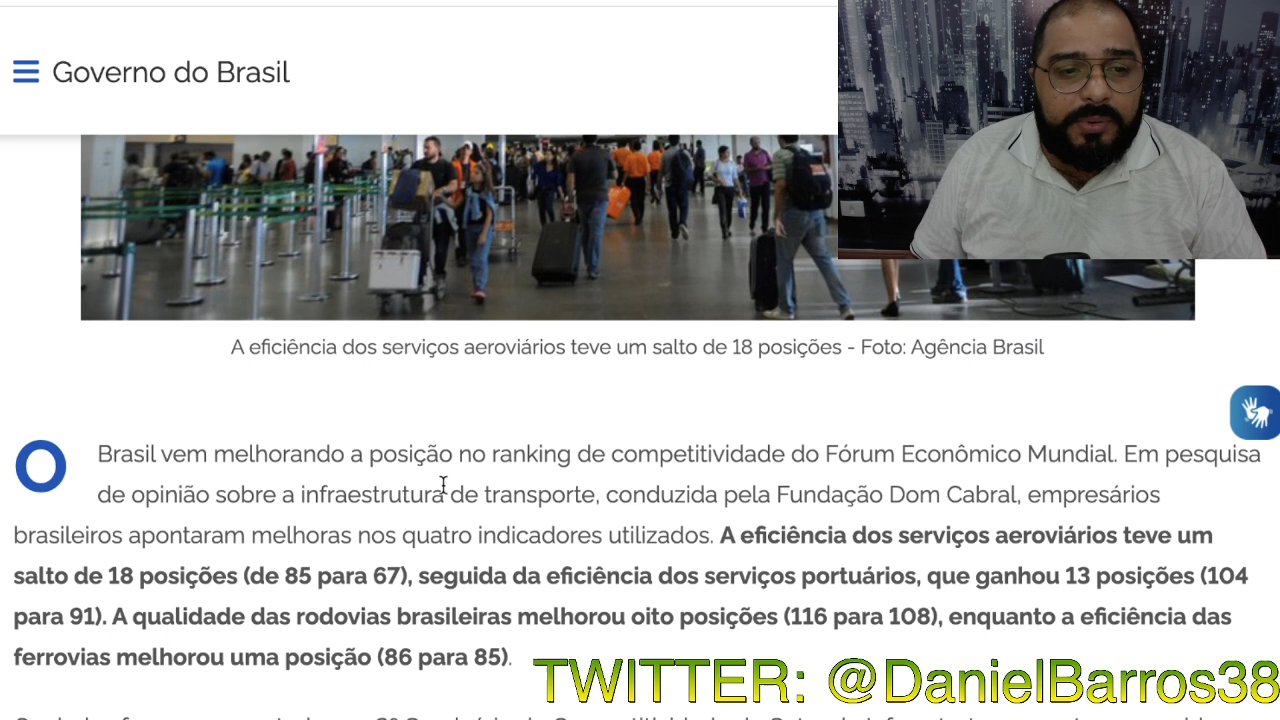 Governo do Brasil
A eficiência dos serviços aeroviários teve um salto de 18 posições - Foto: Agência Brasil
O Brasil vem melhorando a posição no ranking de competitividade do Fórum Econômico Mundial. Em pesquisa
de opinião sobre a infraestrutura de transporte, conduzida pela Fundação Dom Cabral, empresários
brasileiros apontaram melhoras nos quatro indicadores utilizados. A eficiência dos serviços aeroviários teve um
salto de 18 posições (de 85 para 67), seguida da eficiência dos serviços portuários, que ganhou 13 posições (104
para 91). A qualidade das rodovias brasileiras melhorou oito posições (116 para 108), enquanto a eficiência das
ferrovias melhorou uma posição (86 para 85).
TWITTER: @DanielBarros38